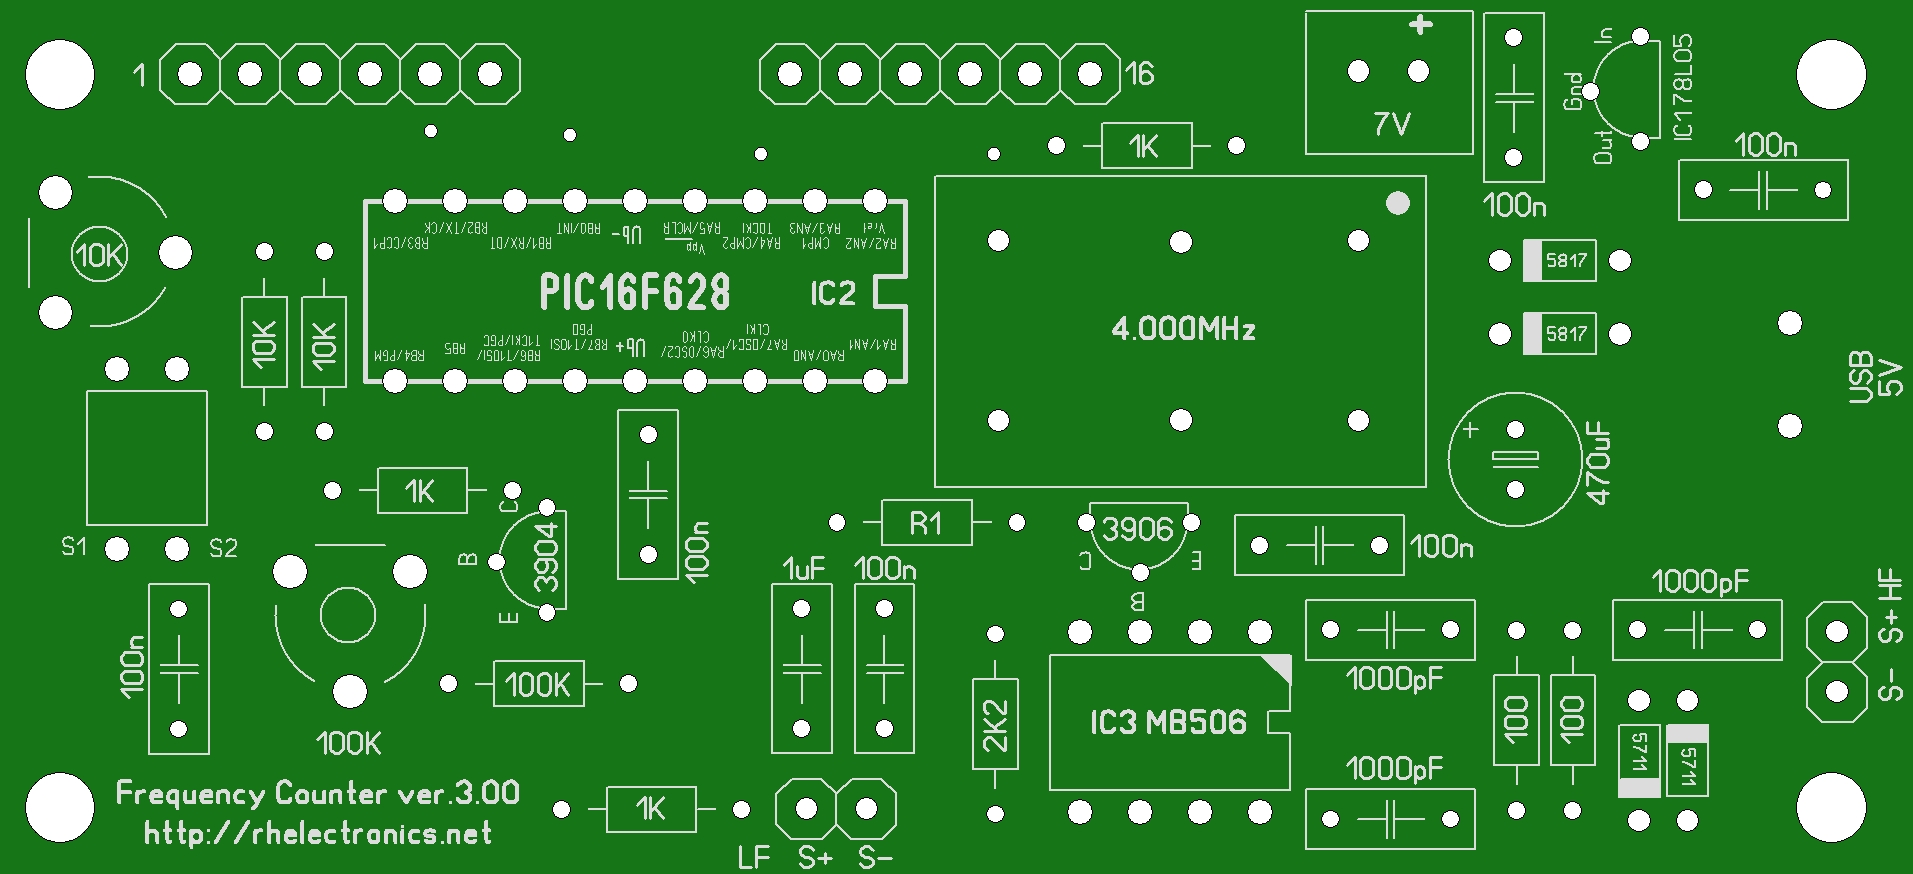 1
16
+
7V
In
Gnd
Out
IC1 78L05
1K
100n
100n
10K
RB3/CCP1
RB2/TX/CK
RB1/RX/DT
RB0/INT
Ub-
RA5/MCLR
Vpp
TOCKI
RA4/CMP2
RA3/AN3
CMP1
Vref
RA2/AN2
PIC16F628
IC2
4.000MHz
5817
5817
10K
10K
RB4/PGM
RB5
T1CKI/PGC
RB6/T1OSI/
PGD
RB7/T1OSI
Ub+
CLKO
RA6/OSC2/
CLKI
RA7/OSC1/
RA0/AN0
RA1/AN1
USB
5V
+
470uF
1K
C
B
E
3904
100n
R1
3906
C
E
B
100n
S1
S2
1uF
100n
1000pF
S+HF
S-
100n
100K
100K
2K2
IC3 MB506
1000pF
100
100
5711
5711
1000pF
Frequency Counter ver.3.00
http://rhelectronics.net
1K
LF
S+
S-